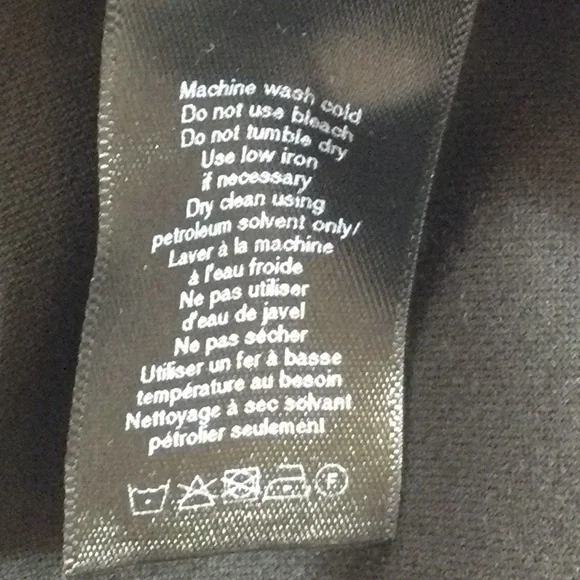 Machine wash cold
Do not use bleach
Do not tumble dry
Use low iron
if necessary
Dry clean using
petroleum solvent only/
Laver à la machine
à l'eau froide
Ne pas utiliser
d'eau de javel
Ne pas sécher
Utiliser un fer à basse
température au besoin
Nettoyage à sec solvant
pétrolier seulement
F